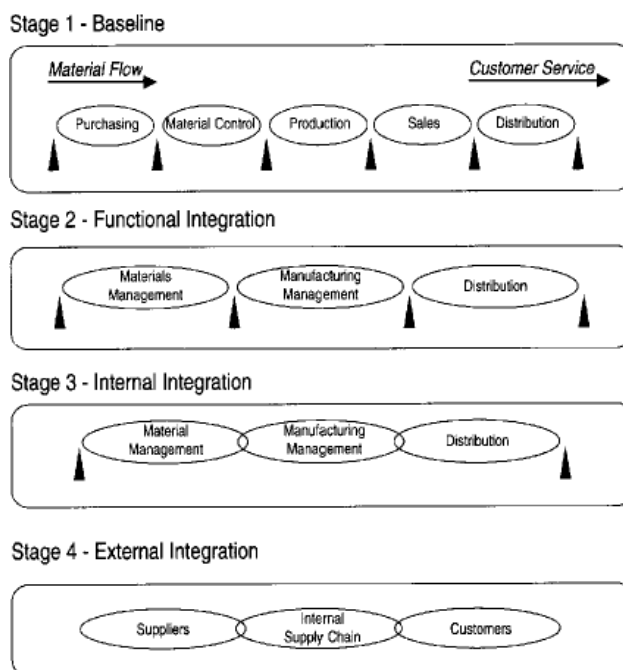 Stage 1 - Baseline
Material Flow
Customer Service
Purchasing
Material Control
Production
Sales
Distribution
Stage 2 - Functional Integration
Materials
Management
Manufacturing
Management
Distribution
Stage 3 - Internal Integration
Material
Management
Manufacturing
Management
Distribution
Stage 4 - External Integration
Suppliers
Internal
Supply Chain
Customers